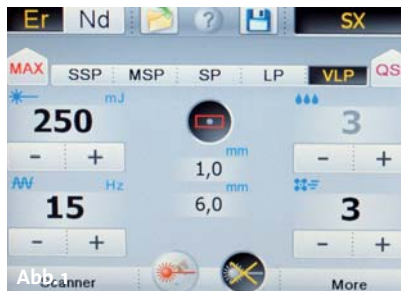 Er Nd ? SX
MAX SSP MSP SP LP VLP QS
mJ
250 3
- + 1,0 mm - +
Hz mm
15 6,0 3
- + - +
Abb. 1
Scanner More